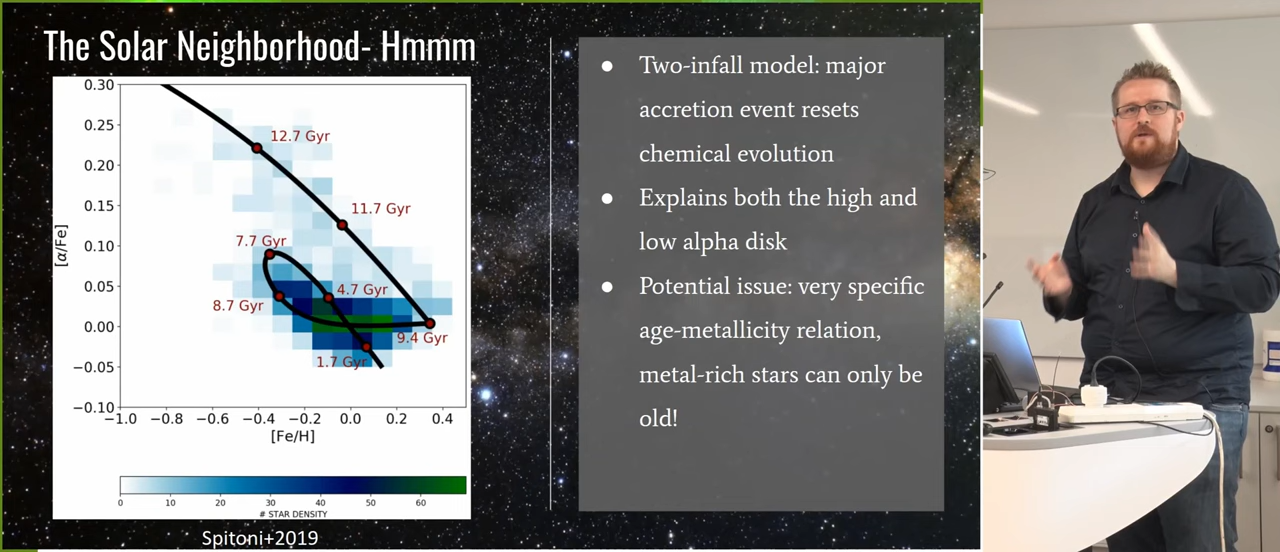 The Solar Neighborhood- Hmmm
0.30
0.25
0.20
0.15
0.10
0.05
0.00
−0.05
−0.10
[α/Fe]
12.7 Gyr
11.7 Gyr
7.7 Gyr
4.7 Gyr
8.7 Gyr
9.4 Gyr
1.7 Gyr
−1.0 −0.8 −0.6 −0.4 −0.2 0.0 0.2 0.4
[Fe/H]
0 10 20 30 40 50 60
# STAR DENSITY
Spitoni+2019
● Two-infall model: major
accretion event resets
chemical evolution
● Explains both the high and
low alpha disk
● Potential issue: very specific
age-metallicity relation,
metal-rich stars can only be
old!